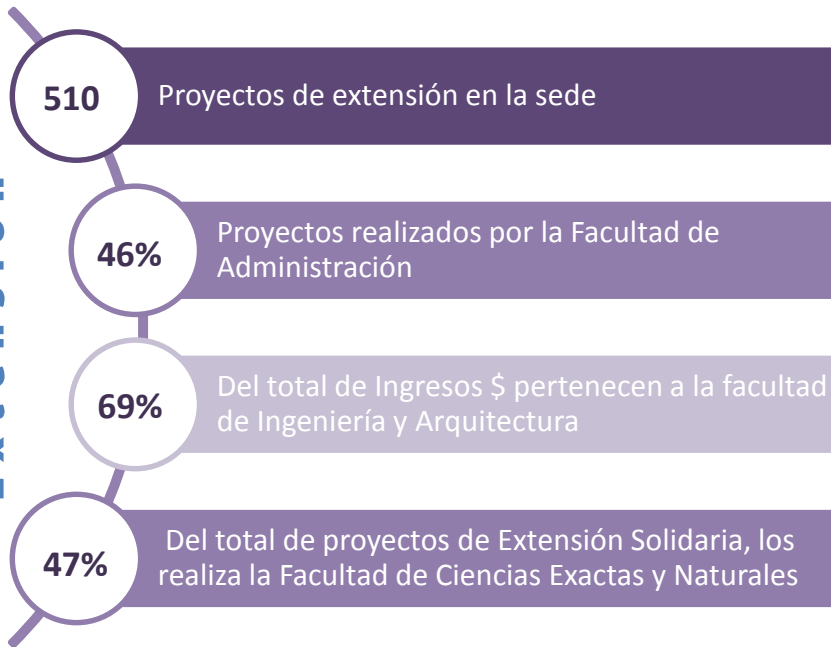 510
Proyectos de extensión en la sede
46%
Proyectos realizados por la Facultad de
Administración
69%
Del total de Ingresos $ pertenecen a la facultad
de Ingeniería y Arquitectura
47%
Del total de proyectos de Extensión Solidaria, los
realiza la Facultad de Ciencias Exactas y Naturales